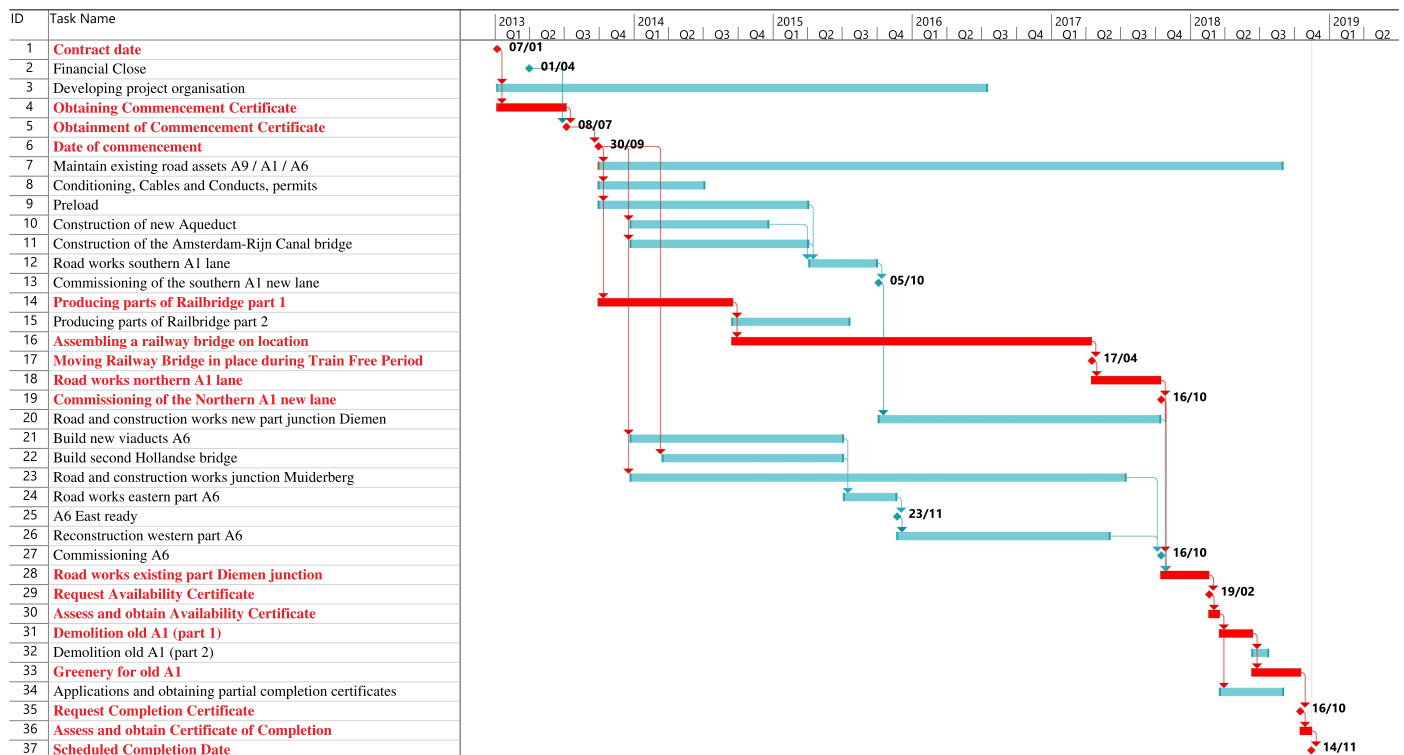 ID Task Name 2013 2014 2015 2016 2017 2018 2019
Q1 Q2 Q3 Q4 Q1 Q2 Q3 Q4 Q1 Q2 Q3 Q4 Q1 Q2 Q3 Q4 Q1 Q2 Q3 Q4 Q1 Q2 Q3 Q4 Q1 Q2
1 Contract date 07/01
2 Financial Close 01/04
3 Developing project organisation
4 Obtaining Commencement Certificate
5 Obtainment of Commencement Certificate 08/07
6 Date of commencement 30/09
7 Maintain existing road assets A9 / A1 / A6
8 Conditioning, Cables and Conducts, permits
9 Preload
10 Construction of new Aqueduct
11 Construction of the Amsterdam-Rijn Canal bridge
12 Road works southern A1 lane
13 Commissioning of the southern A1 new lane 05/10
14 Producing parts of Railbridge part 1
15 Producing parts of Railbridge part 2
16 Assembling a railway bridge on location
17 Moving Railway Bridge in place during Train Free Period 17/04
18 Road works northern A1 lane
19 Commissioning of the Northern A1 new lane 16/10
20 Road and construction works new part junction Diemen
21 Build new viaducts A6
22 Build second Hollandse bridge
23 Road and construction works junction Muiderberg
24 Road works eastern part A6
25 A6 East ready 23/11
26 Reconstruction western part A6
27 Commissioning A6 16/10
28 Road works existing part Diemen junction
29 Request Availability Certificate 19/02
30 Assess and obtain Availability Certificate
31 Demolition old A1 (part 1)
32 Demolition old A1 (part 2)
33 Greenery for old A1
34 Applications and obtaining partial completion certificates
35 Request Completion Certificate 16/10
36 Assess and obtain Certificate of Completion
37 Scheduled Completion Date 14/11